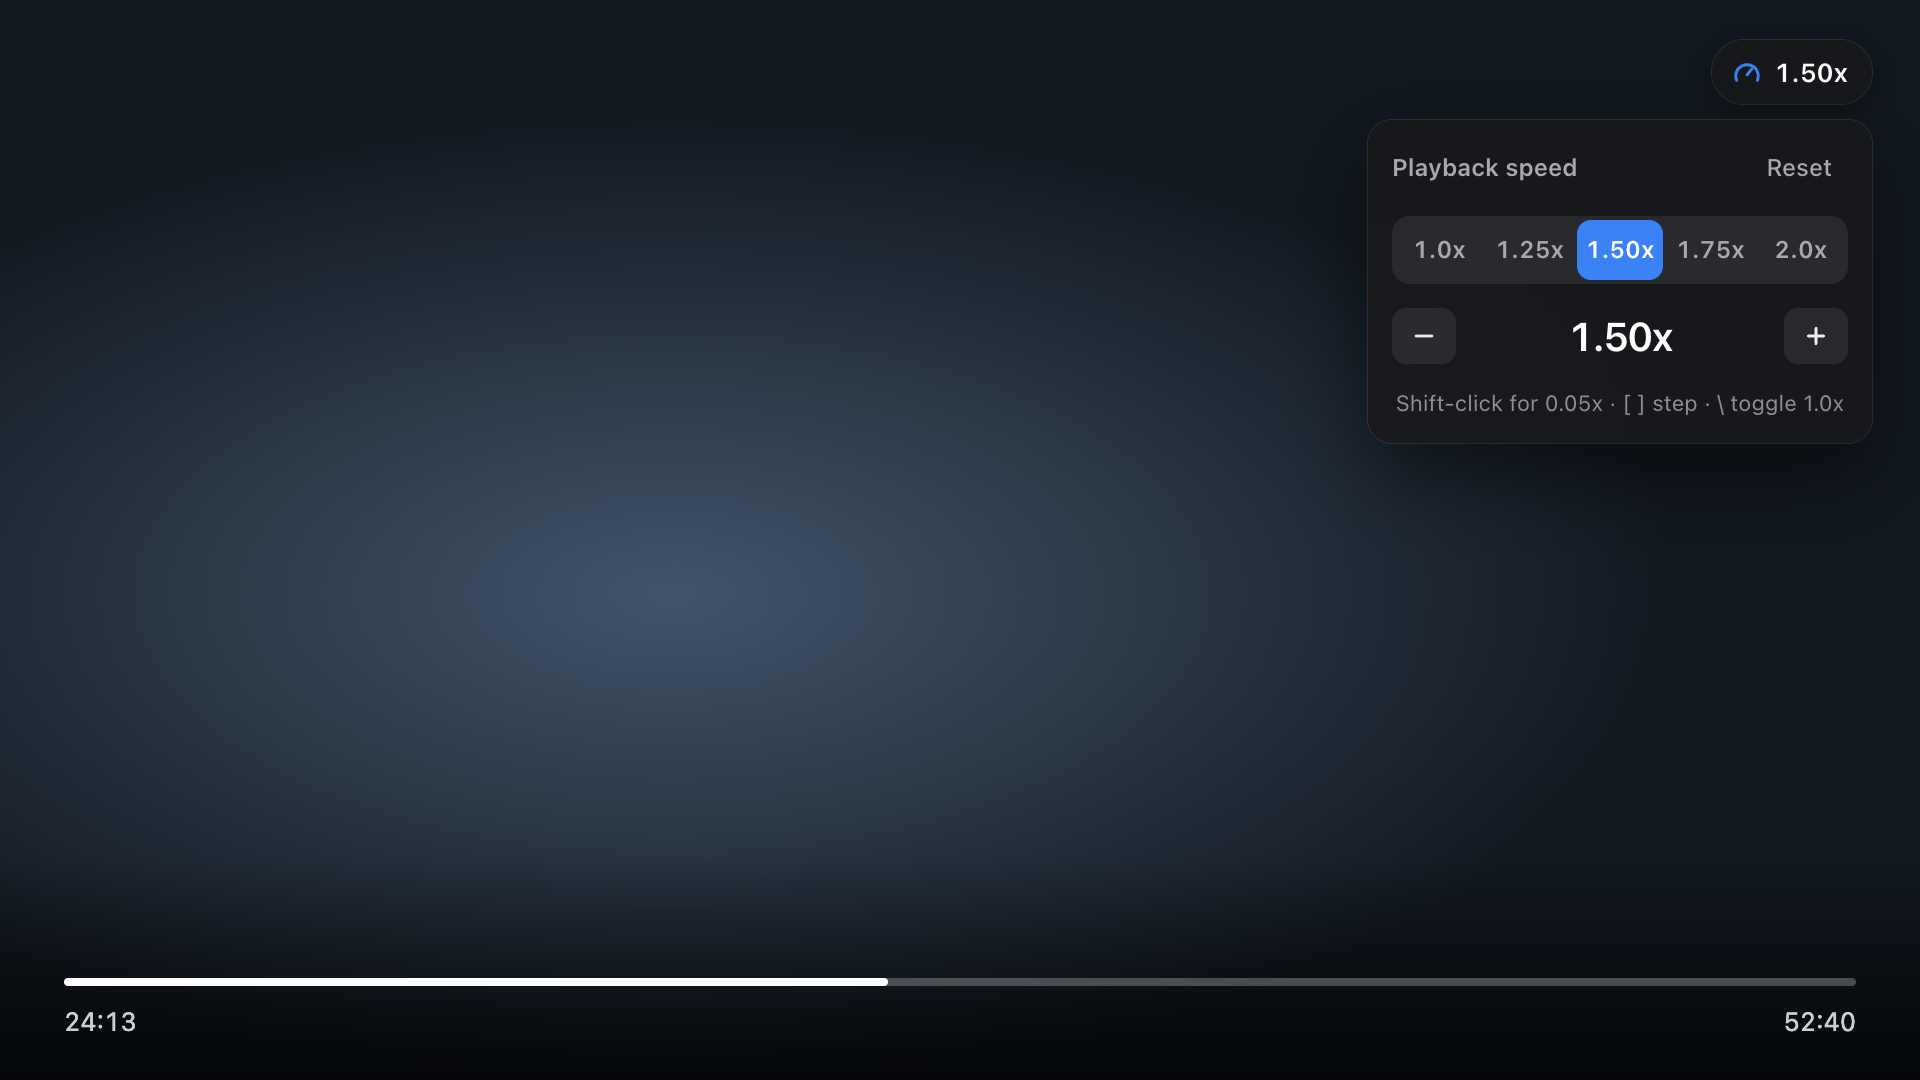 1.50x
Playback speed Reset
1.0x 1.25x 1.50x 1.75x 2.0x
− 1.50x +
Shift-click for 0.05x · [ ] step · \ toggle 1.0x
24:13 52:40